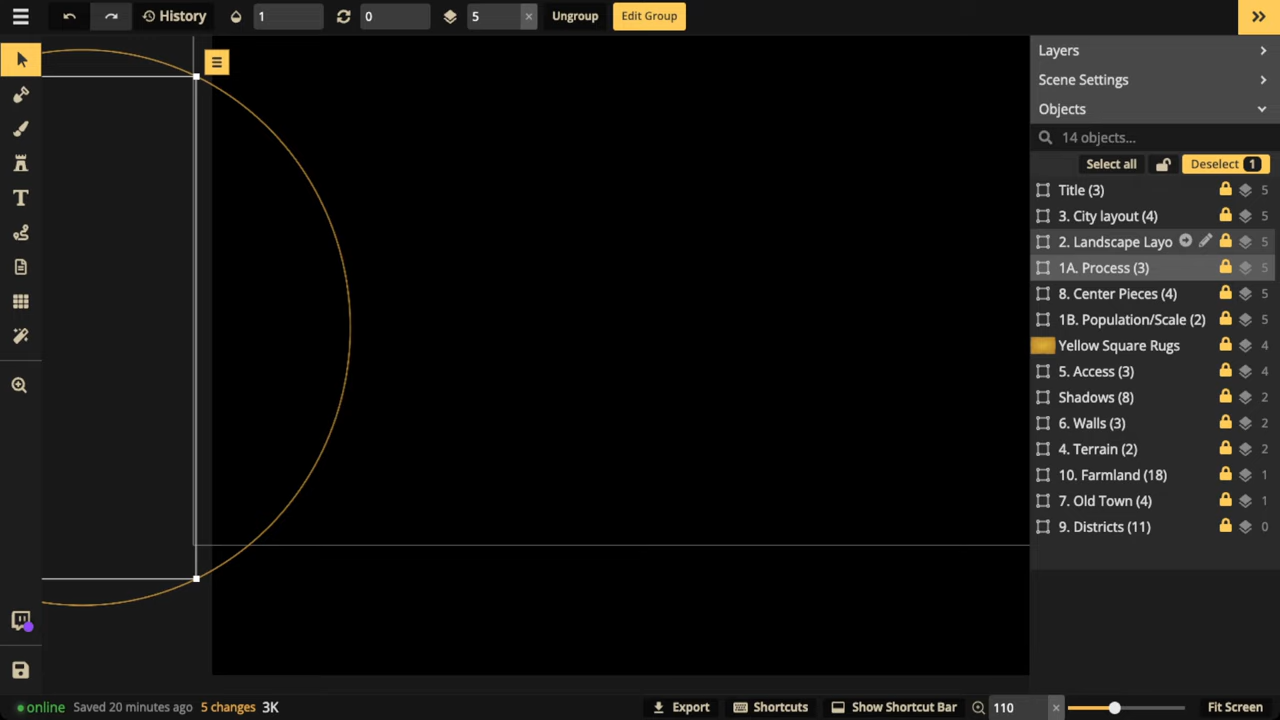 History 1 0 5 × Ungroup Edit Group
Layers
Scene Settings
Objects
14 objects...
Select all Deselect 1
Title (3) 5
3. City layout (4) 5
2. Landscape Layo 5
1A. Process (3) 5
8. Center Pieces (4) 5
1B. Population/Scale (2) 5
Yellow Square Rugs 4
5. Access (3) 4
Shadows (8) 2
6. Walls (3) 2
4. Terrain (2) 2
10. Farmland (18) 1
7. Old Town (4) 1
9. Districts (11) 0
online Saved 20 minutes ago 5 changes 3K Export Shortcuts Show Shortcut Bar 110 × Fit Screen